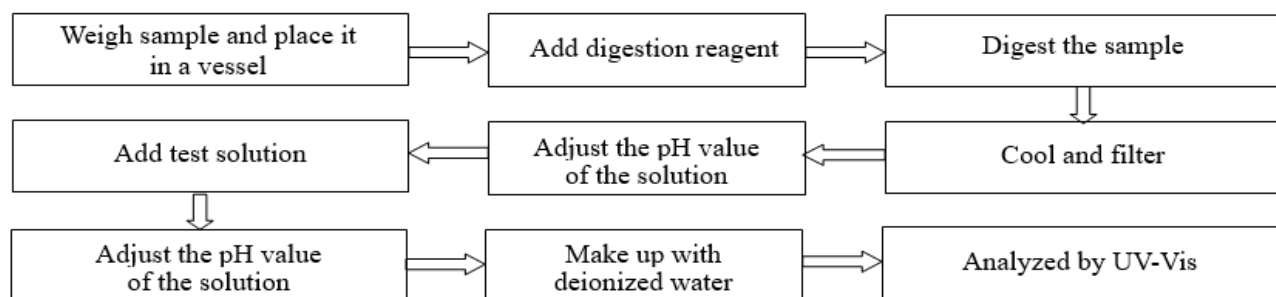 Weigh sample and place it
in a vessel
Add digestion reagent
Digest the sample
Cool and filter
Adjust the pH value
of the solution
Add test solution
Adjust the pH value
of the solution
Make up with
deionized water
Analyzed by UV-Vis